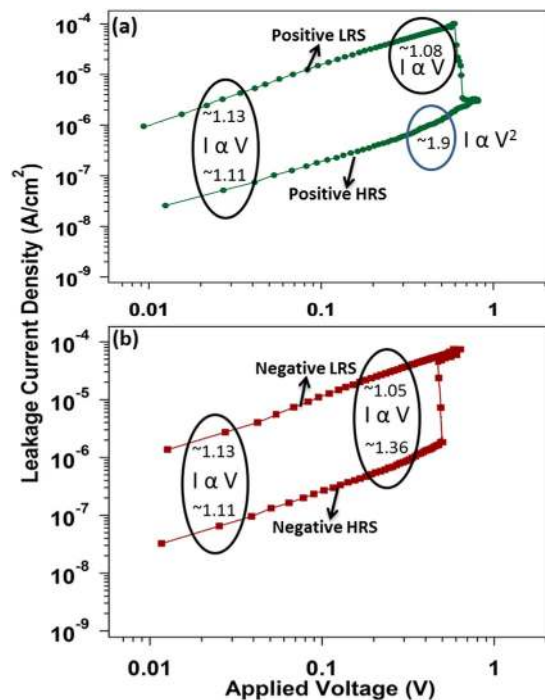 Leakage Current Density (A/cm²)
(a)
10⁻⁴
10⁻⁵
10⁻⁶
10⁻⁷
10⁻⁸
10⁻⁹
Positive LRS
~1.08
I α V
~1.13
I α V
~1.11
~1.9
I α V²
Positive HRS
0.01
0.1
1
(b)
10⁻⁴
10⁻⁵
10⁻⁶
10⁻⁷
10⁻⁸
10⁻⁹
Negative LRS
~1.05
I α V
~1.36
~1.13
I α V
~1.11
Negative HRS
0.01
0.1
1
Applied Voltage (V)